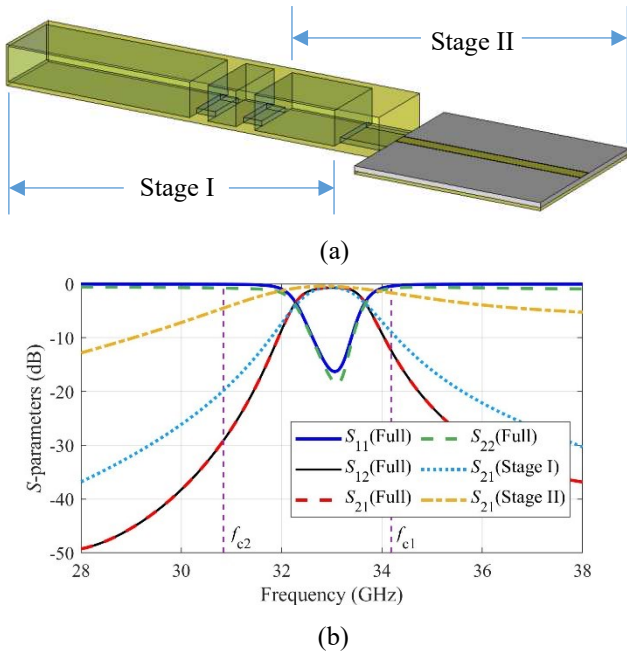 Stage II
Stage I
(a)
0
-10
-20
-30
-40
-50
S-parameters (dB)
S11(Full) S22(Full)
S12(Full) S21(Stage I)
S21(Full) S21(Stage II)
fc2
fc1
28 30 32 34 36 38
Frequency (GHz)
(b)